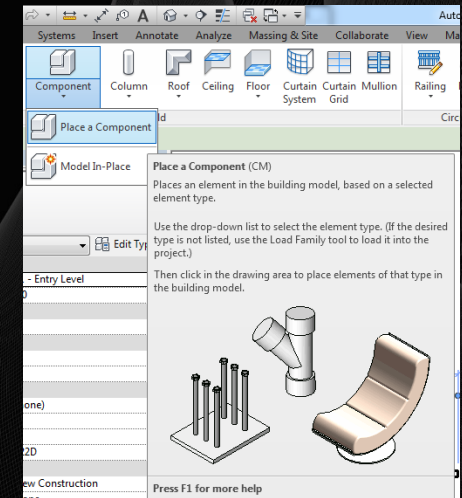 Auto
Systems Insert Annotate Analyze Massing & Site Collaborate View Ma
Component Column Roof Ceiling Floor Curtain System Curtain Grid Mullion Railing
ld Circ
Place a Component
Model In-Place
Place a Component (CM)
Places an element in the building model, based on a selected
element type.
Use the drop-down list to select the element type. (If the desired
type is not listed, use the Load Family tool to load it into the
project.)
Then click in the drawing area to place elements of that type in
the building model.
Edit Typ
- Entry Level
0
one)
22D
ew Construction
Press F1 for more help